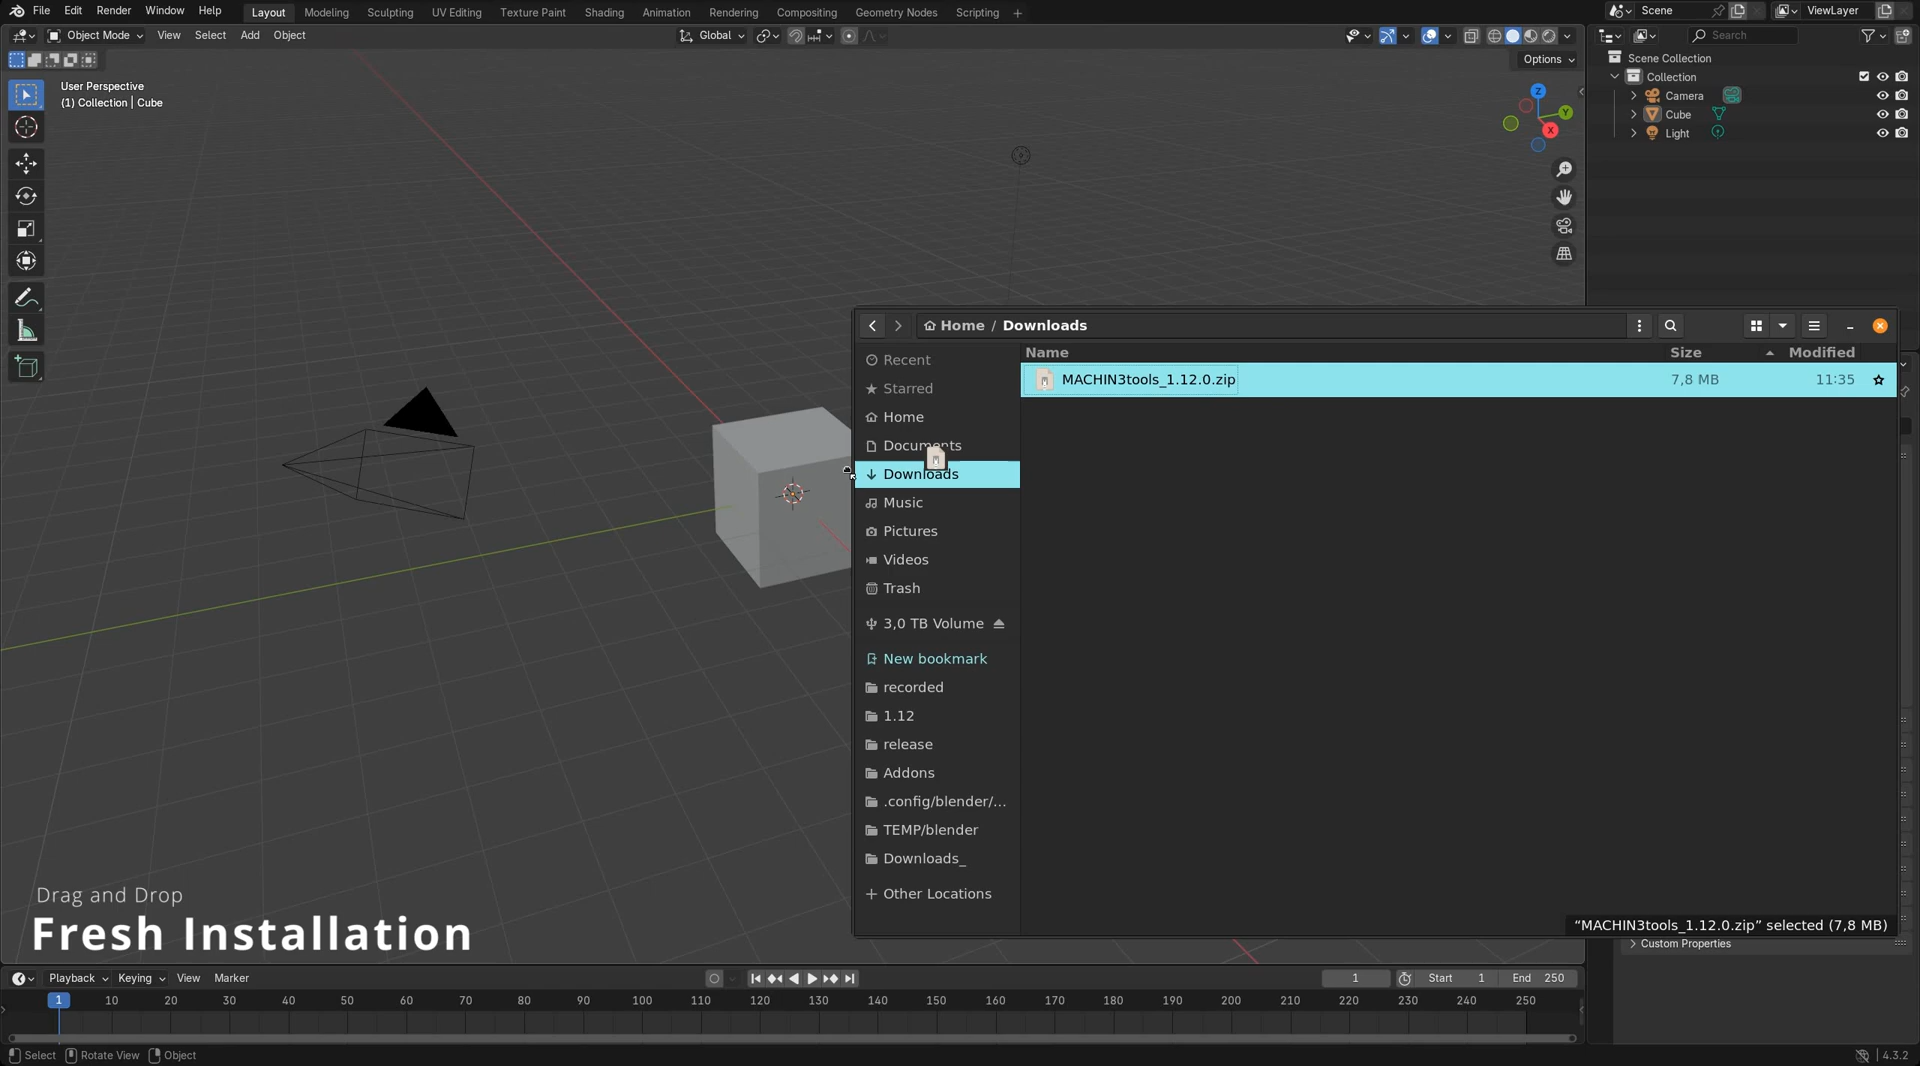 File Edit Render Window Help
Layout Modeling Sculpting UV Editing Texture Paint Shading Animation Rendering Compositing Geometry Nodes Scripting +
Scene
ViewLayer
Object Mode View Select Add Object
Global
Search
Options
User Perspective
(1) Collection | Cube
Z
Y
X
Scene Collection
Collection
Camera
Cube
Light
Home / Downloads
Recent
Starred
Home
Documents
Downloads
Music
Pictures
Videos
Trash
3,0 TB Volume
New bookmark
recorded
1.12
release
Addons
.config/blender/...
TEMP/blender
Downloads_
Other Locations
Name Size Modified
MACHIN3tools_1.12.0.zip 7,8 MB 11:35
“MACHIN3tools_1.12.0.zip” selected (7,8 MB)
Custom Properties
Drag and Drop
Fresh Installation
Playback Keying View Marker
1 Start 1 End 250
1 10 20 30 40 50 60 70 80 90 100 110 120 130 140 150 160 170 180 190 200 210 220 230 240 250
Select Rotate View Object
4.3.2